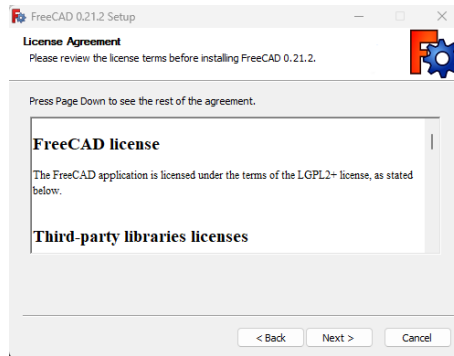 FreeCAD 0.21.2 Setup
License Agreement
Please review the license terms before installing FreeCAD 0.21.2.
Press Page Down to see the rest of the agreement.
FreeCAD license
The FreeCAD application is licensed under the terms of the LGPL2+ license, as stated
below.
Third-party libraries licenses
< Back Next > Cancel